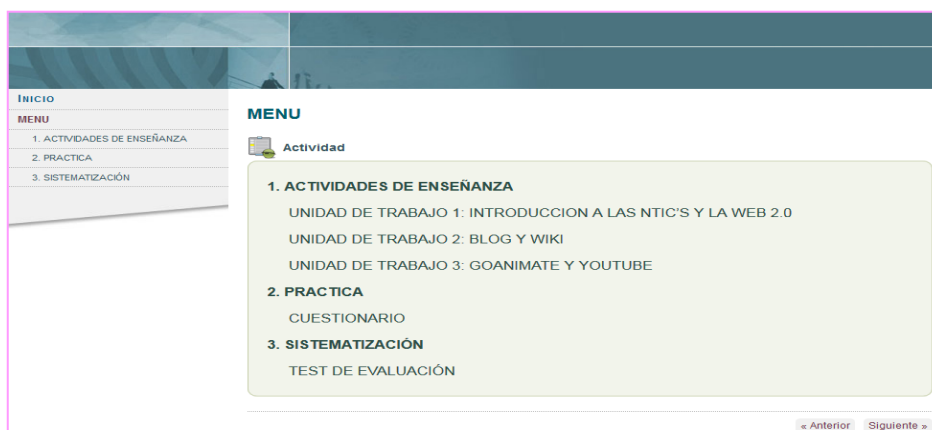 INICIO
MENU
1. ACTIVIDADES DE ENSEÑANZA
2. PRACTICA
3. SISTEMATIZACIÓN
MENU
Actividad
1. ACTIVIDADES DE ENSEÑANZA
UNIDAD DE TRABAJO 1: INTRODUCCION A LAS NTIC'S Y LA WEB 2.0
UNIDAD DE TRABAJO 2: BLOG Y WIKI
UNIDAD DE TRABAJO 3: GOANIMATE Y YOUTUBE
2. PRACTICA
CUESTIONARIO
3. SISTEMATIZACIÓN
TEST DE EVALUACIÓN
« Anterior Siguiente »